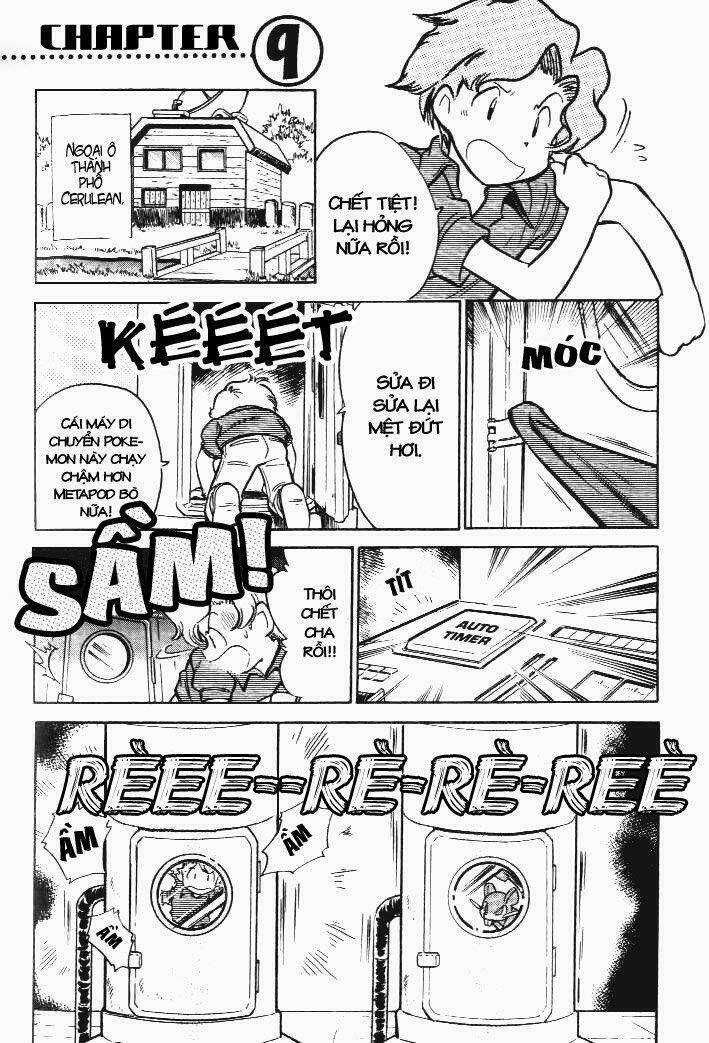 CHAPTER 9
NGOẠI Ô
THÀNH
PHỐ
CERULEAN.
CHẾT TIỆT!
LẠI HỎNG
NỮA RỒI!
KÉÉÉT
MÓC
SỬA ĐI
SỬA LẠI
MỆT ĐỨT
HƠI.
CÁI MÁY DI
CHUYỂN POKE-
MON NÀY CHẠY
CHẬM HƠN
METAPOD BÒ
NỮA!
SẦM!
THÔI
CHẾT
CHA
RỒI!!
TÍT
AUTO
TIMER
RÈEE--RÈ-RÈ-REÈ
ẦM
ẦM
ẦM